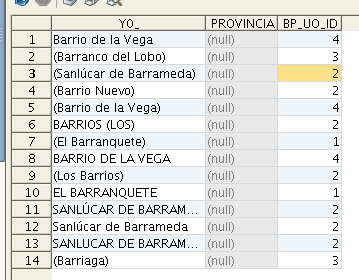 YO_ PROVINCIA BP_UO_ID
1 Barrio de la Vega (null) 4
2 (Barranco del Lobo) (null) 3
3 (Sanlúcar de Barrameda) (null) 2
4 (Barrio Nuevo) (null) 2
5 (Barrio de la Vega) (null) 4
6 BARRIOS (LOS) (null) 2
7 (El Barranquete) (null) 1
8 BARRIO DE LA VEGA (null) 4
9 (Los Barrios) (null) 2
10 EL BARRANQUETE (null) 1
11 SANLÚCAR DE BARRAM... (null) 2
12 Sanlucar de Barrameda (null) 2
13 SANLUCAR DE BARRAM... (null) 2
14 (Barriaga) (null) 3